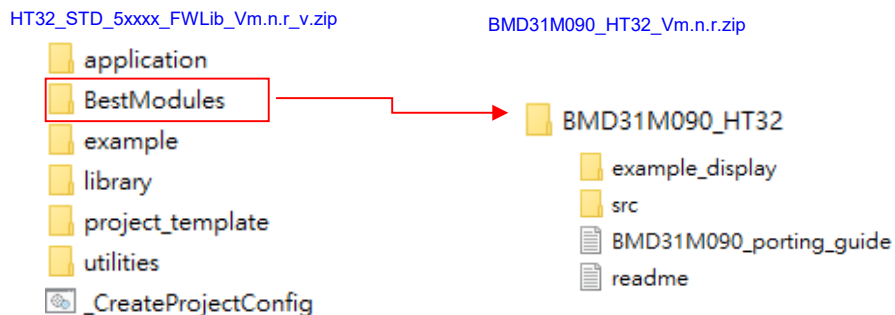 HT32_STD_5xxxx_FWLib_Vm.n.r_v.zip
application
BestModules
example
library
project_template
utilities
_CreateProjectConfig
BMD31M090_HT32_Vm.n.r.zip
BMD31M090_HT32
example_display
src
BMD31M090_porting_guide
readme